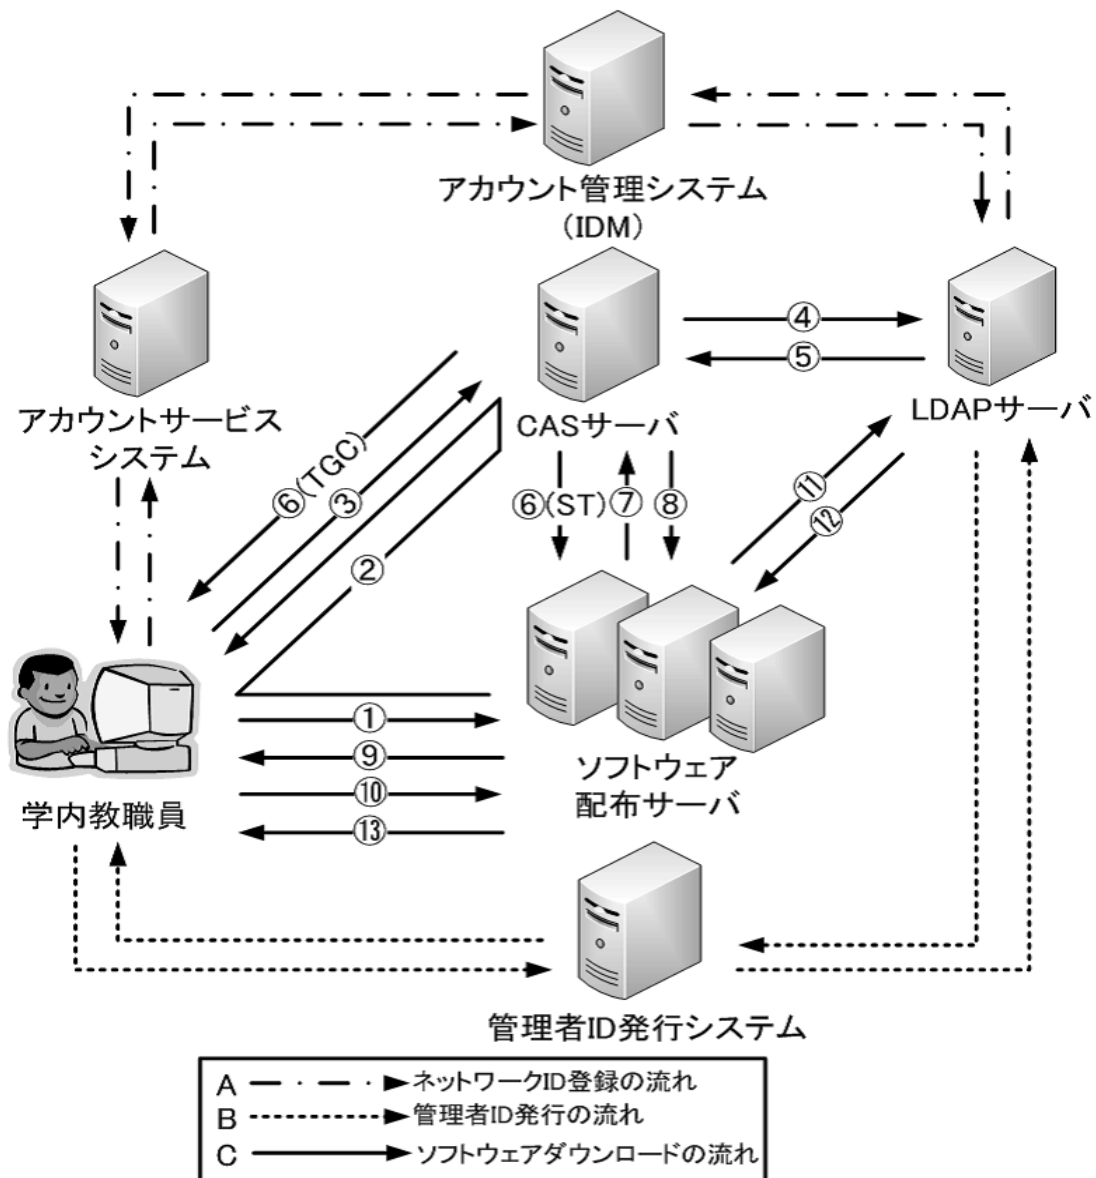 アカウント管理システム
(IDM)
④
⑤
アカウントサービス
システム
CASサーバ
LDAPサーバ
⑥(TGC)
③
②
⑥(ST)
⑦
⑧
⑪
⑫
①
⑨
⑩
⑬
学内教職員
ソフトウェア
配布サーバ
管理者ID発行システム
A ネットワークID登録の流れ
B 管理者ID発行の流れ
C ソフトウェアダウンロードの流れ